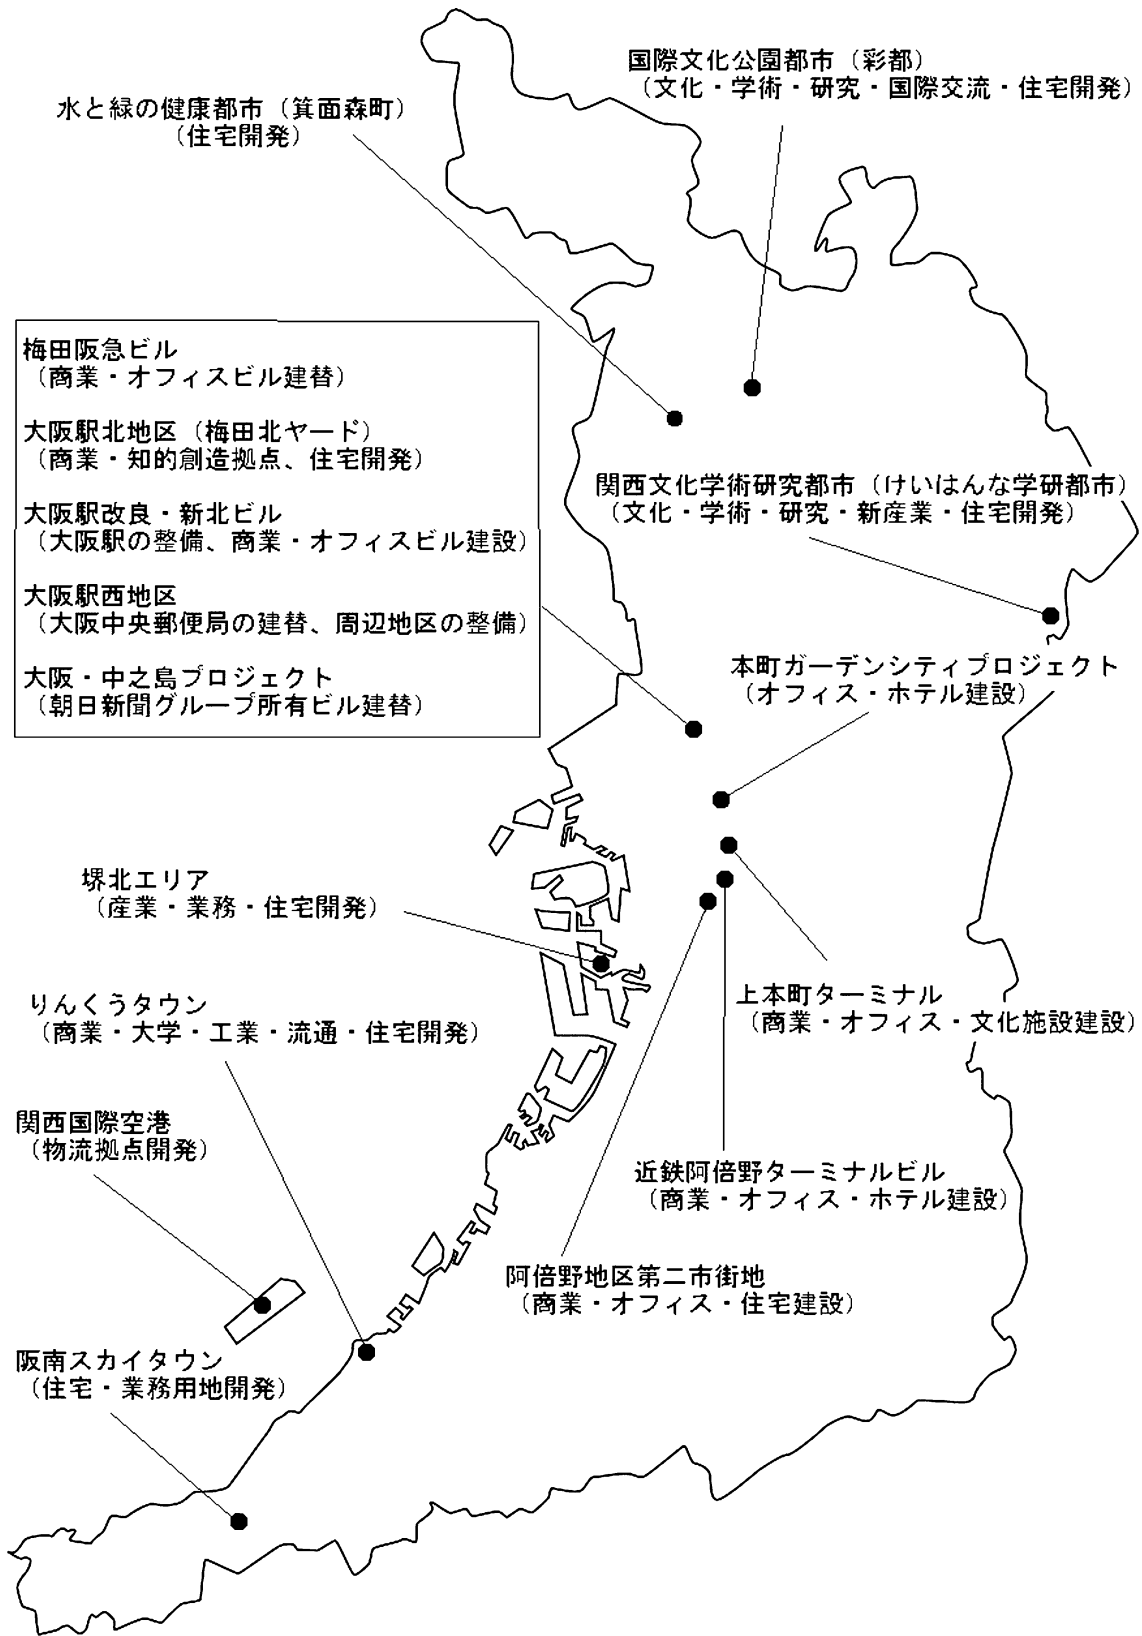 国際文化公園都市（彩都）
（文化・学術・研究・国際交流・住宅開発）
水と緑の健康都市（箕面森町）
（住宅開発）
梅田阪急ビル
（商業・オフィスビル建替）
大阪駅北地区（梅田北ヤード）
（商業・知的創造拠点、住宅開発）
大阪駅改良・新北ビル
（大阪駅の整備、商業・オフィスビル建設）
大阪駅西地区
（大阪中央郵便局の建替、周辺地区の整備）
大阪・中之島プロジェクト
（朝日新聞グループ所有ビル建替）
関西文化学術研究都市（けいはんな学研都市）
（文化・学術・研究・新産業・住宅開発）
本町ガーデンシティプロジェクト
（オフィス・ホテル建設）
堺北エリア
（産業・業務・住宅開発）
りんくうタウン
（商業・大学・工業・流通・住宅開発）
上本町ターミナル
（商業・オフィス・文化施設建設）
関西国際空港
（物流拠点開発）
近鉄阿倍野ターミナルビル
（商業・オフィス・ホテル建設）
阿倍野地区第二市街地
（商業・オフィス・住宅建設）
阪南スカイタウン
（住宅・業務用地開発）